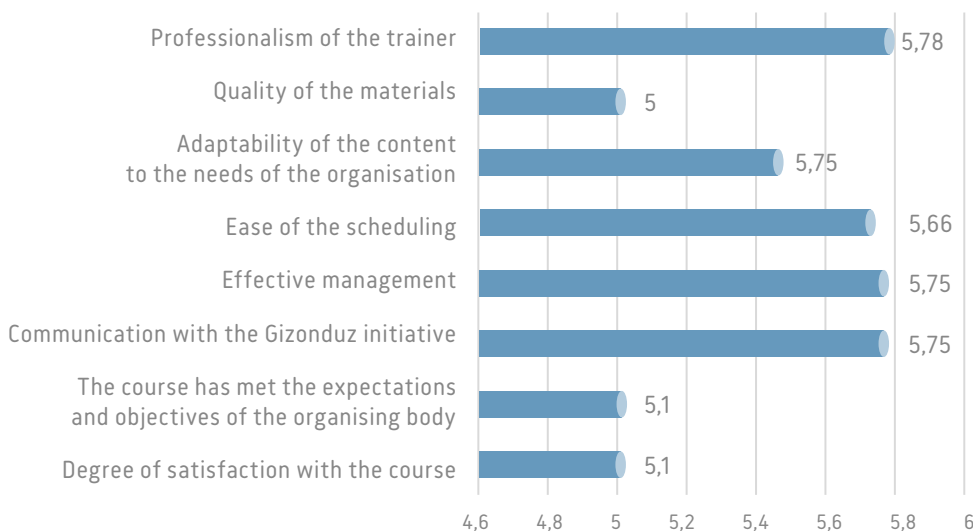 Professionalism of the trainer 5,78
Quality of the materials 5
Adaptability of the content
to the needs of the organisation 5,75
Ease of the scheduling 5,66
Effective management 5,75
Communication with the Gizonduz initiative 5,75
The course has met the expectations
and objectives of the organising body 5,1
Degree of satisfaction with the course 5,1
4,6 4,8 5 5,2 5,4 5,6 5,8 6